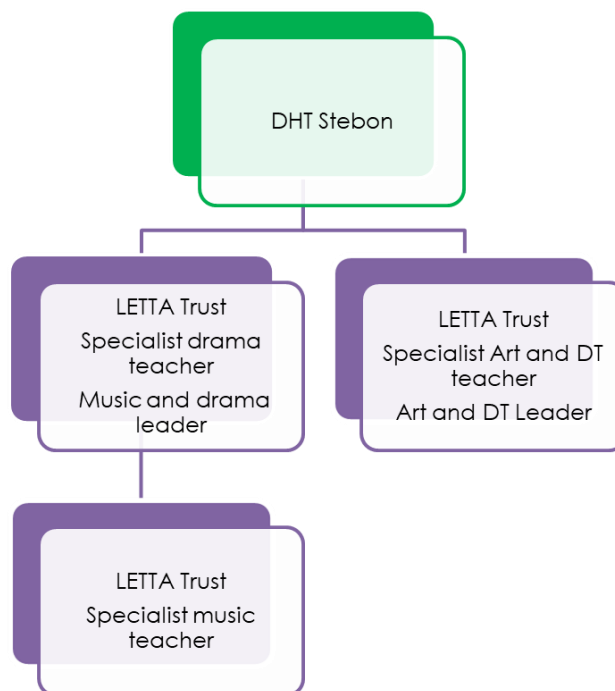 DHT Stebon
LETTA Trust
Specialist drama
teacher
Music and drama
leader
LETTA Trust
Specialist Art and DT
teacher
Art and DT Leader
LETTA Trust
Specialist music
teacher